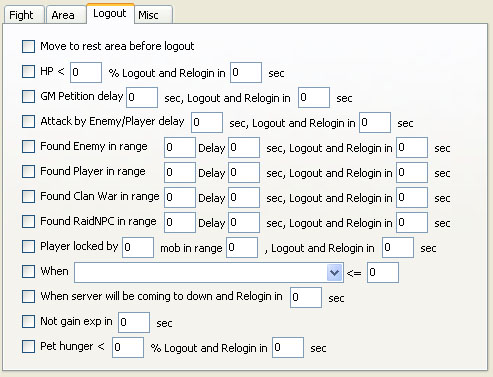 Fight Area Logout Misc
Move to rest area before logout
HP < 0 % Logout and Relogin in 0 sec
GM Petition delay 0 sec, Logout and Relogin in 0 sec
Attack by Enemy/Player delay 0 sec, Logout and Relogin in 0 sec
Found Enemy in range 0 Delay 0 sec, Logout and Relogin in 0 sec
Found Player in range 0 Delay 0 sec, Logout and Relogin in 0 sec
Found Clan War in range 0 Delay 0 sec, Logout and Relogin in 0 sec
Found RaidNPC in range 0 Delay 0 sec, Logout and Relogin in 0 sec
Player locked by 0 mob in range 0 , Logout and Relogin in 0 sec
When <= 0
When server will be coming to down and Relogin in 0 sec
Not gain exp in 0 sec
Pet hunger < 0 % Logout and Relogin in 0 sec